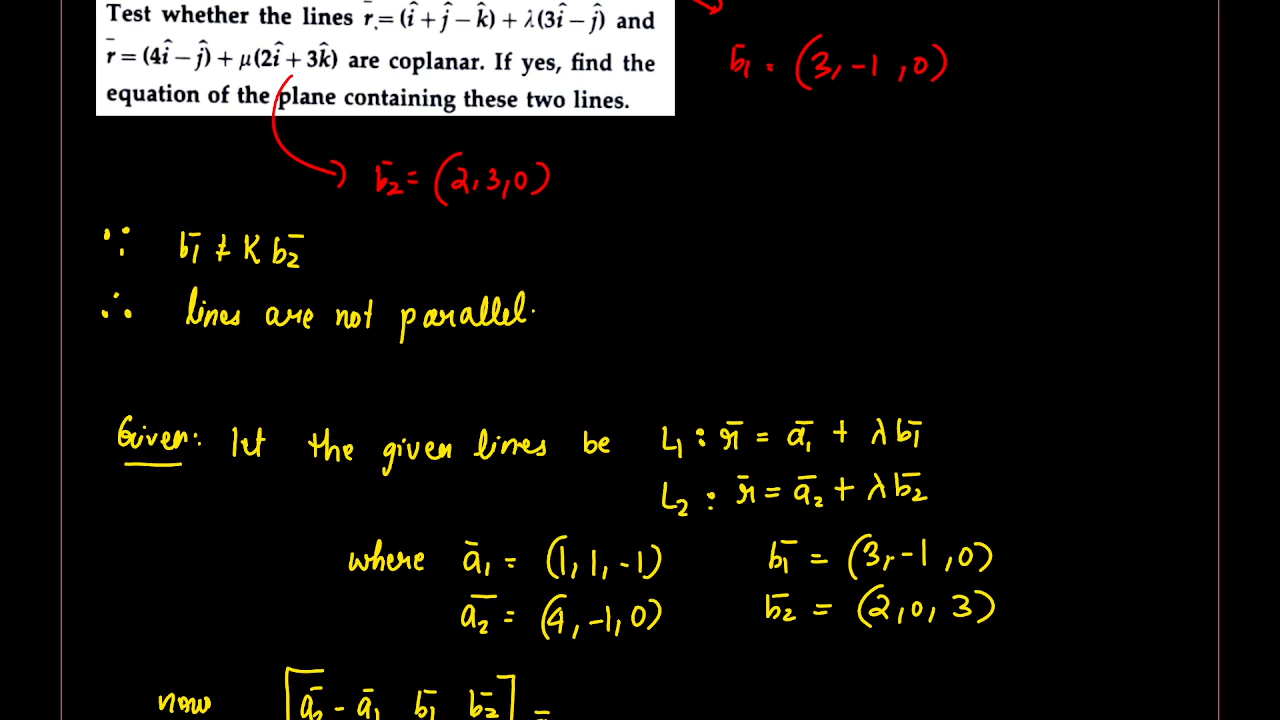 Test whether the lines r̄ = (î + ĵ − k̂) + λ(3î − ĵ) and
r̄ = (4î − ĵ) + μ(2î + 3k̂) are coplanar. If yes, find the
equation of the plane containing these two lines.
b̄₁ = (3, -1, 0)
b̄₂ = (2, 3, 0)
∵ b̄₁ ≠ K b̄₂
∴ lines are not parallel.
Given: let the given lines be L₁ : r̄ = ā₁ + λ b̄₁
L₂ : r̄ = ā₂ + λ b̄₂
where ā₁ = (1, 1, -1) b̄₁ = (3, -1, 0)
ā₂ = (4, -1, 0) b̄₂ = (2, 0, 3)
now [ā₂ - ā₁ b̄₁ b̄₂] =